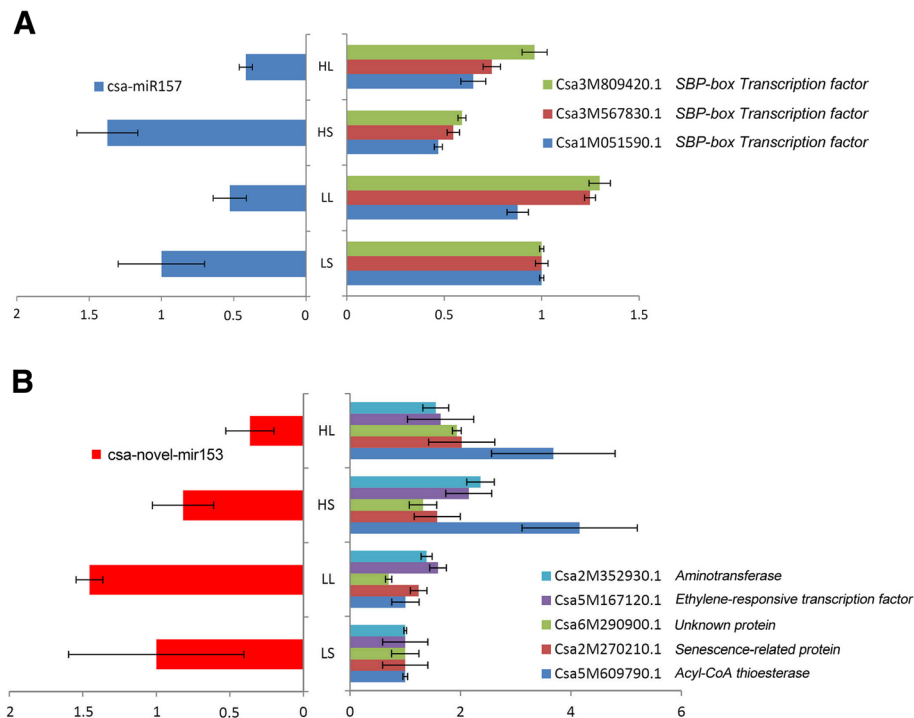 A
csa-miR157
HL
HS
LL
LS
Csa3M809420.1 SBP-box Transcription factor
Csa3M567830.1 SBP-box Transcription factor
Csa1M051590.1 SBP-box Transcription factor
2 1.5 1 0.5 0
0 0.5 1 1.5
B
csa-novel-mir153
HL
HS
LL
LS
Csa2M352930.1 Aminotransferase
Csa5M167120.1 Ethylene-responsive transcription factor
Csa6M290900.1 Unknown protein
Csa2M270210.1 Senescence-related protein
Csa5M609790.1 Acyl-CoA thioesterase
2 1.5 1 0.5 0
0 2 4 6